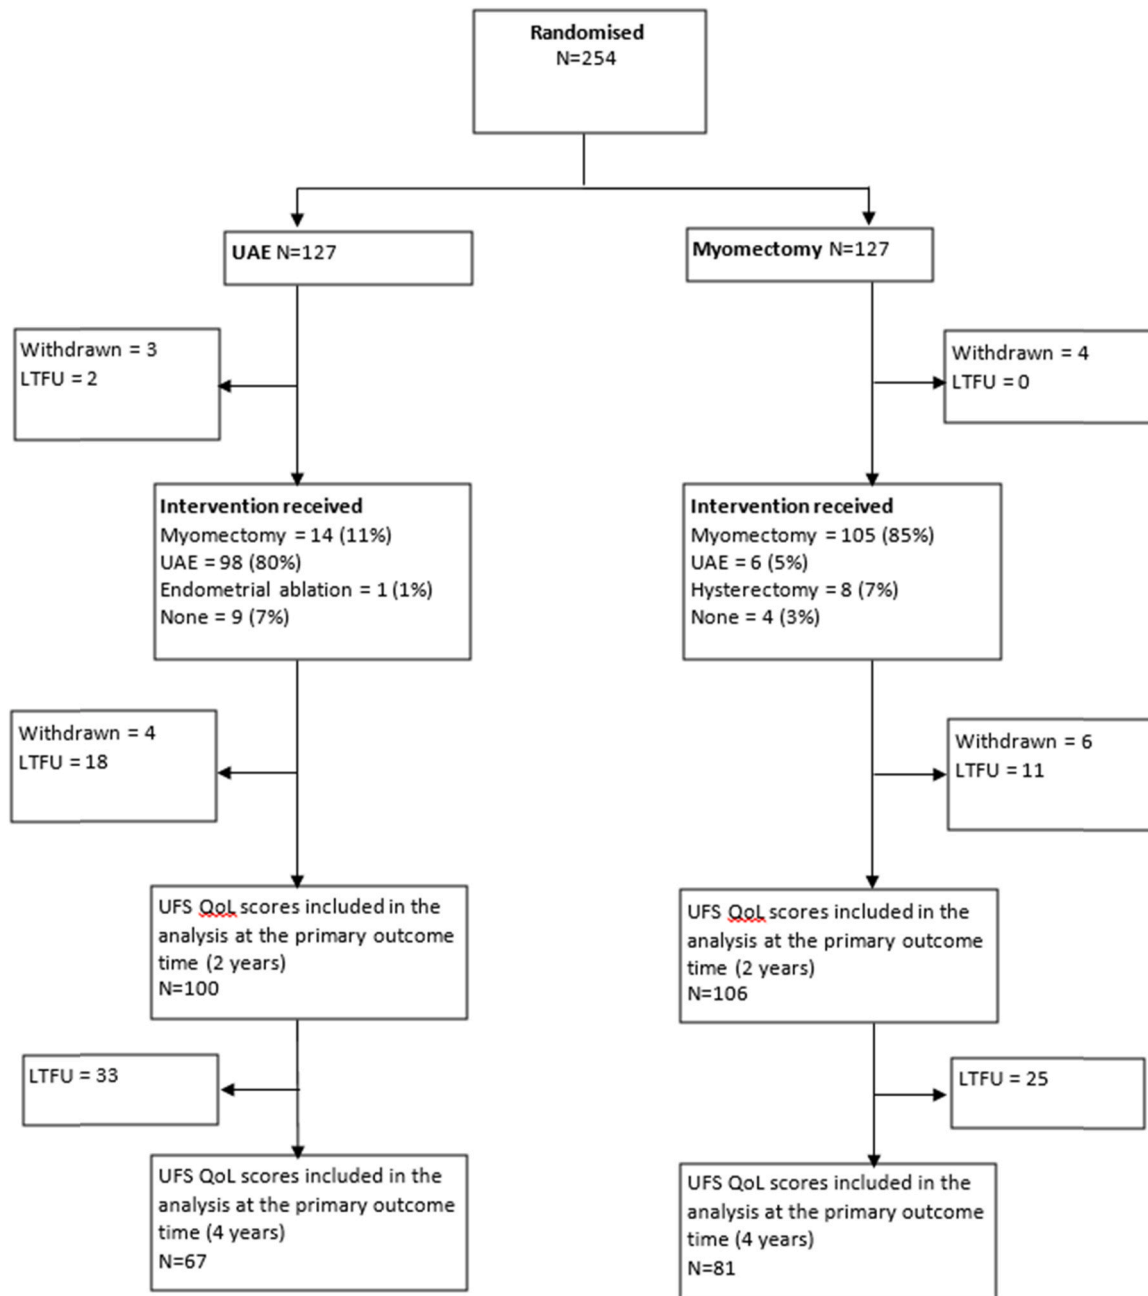 Randomised
N=254
UAE N=127
Myomectomy N=127
Withdrawn = 3
LTFU = 2
Withdrawn = 4
LTFU = 0
Intervention received
Myomectomy = 14 (11%)
UAE = 98 (80%)
Endometrial ablation = 1 (1%)
None = 9 (7%)
Intervention received
Myomectomy = 105 (85%)
UAE = 6 (5%)
Hysterectomy = 8 (7%)
None = 4 (3%)
Withdrawn = 4
LTFU = 18
Withdrawn = 6
LTFU = 11
UFS QoL scores included in the
analysis at the primary outcome
time (2 years)
N=100
UFS QoL scores included in the
analysis at the primary outcome
time (2 years)
N=106
LTFU = 33
LTFU = 25
UFS QoL scores included in the
analysis at the primary outcome
time (4 years)
N=67
UFS QoL scores included in the
analysis at the primary outcome
time (4 years)
N=81